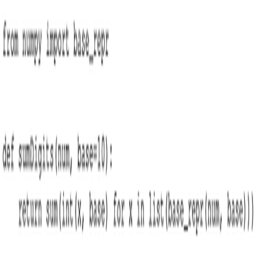 from numpy import base_repr
def sumDigits(num, base=10):
    return sum(int(x, base) for x in list(base_repr(num, base)))